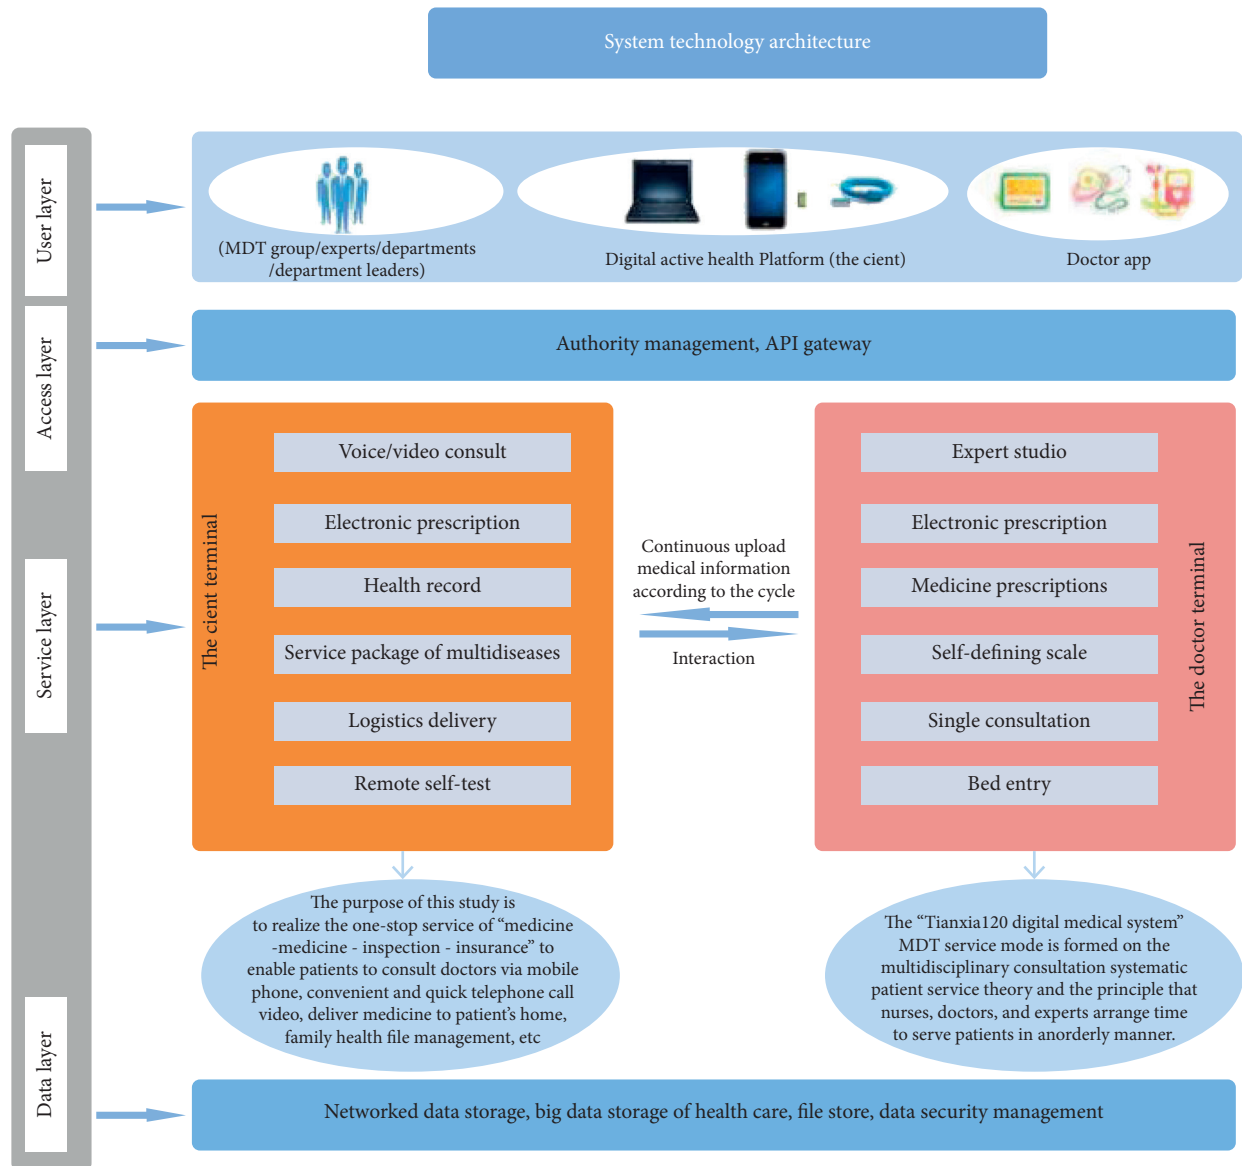 System technology architecture
User layer
(MDT group/experts/departments
/department leaders)
Digital active health Platform (the cient)
Doctor app
Access layer
Authority management, API gateway
Service layer
The cient terminal
Voice/video consult
Electronic prescription
Health record
Service package of multidiseases
Logistics delivery
Remote self-test
Continuous upload
medical information
according to the cycle
Interaction
Expert studio
Electronic prescription
Medicine prescriptions
Self-defining scale
Single consultation
Bed entry
The doctor terminal
The purpose of this study is
to realize the one-stop service of “medicine
-medicine - inspection - insurance” to
enable patients to consult doctors via mobile
phone, convenient and quick telephone call
video, deliver medicine to patient’s home,
family health file management, etc
The “Tianxia120 digital medical system”
MDT service mode is formed on the
multidisciplinary consultation systematic
patient service theory and the principle that
nurses, doctors, and experts arrange time
to serve patients in anorderly manner.
Data layer
Networked data storage, big data storage of health care, file store, data security management